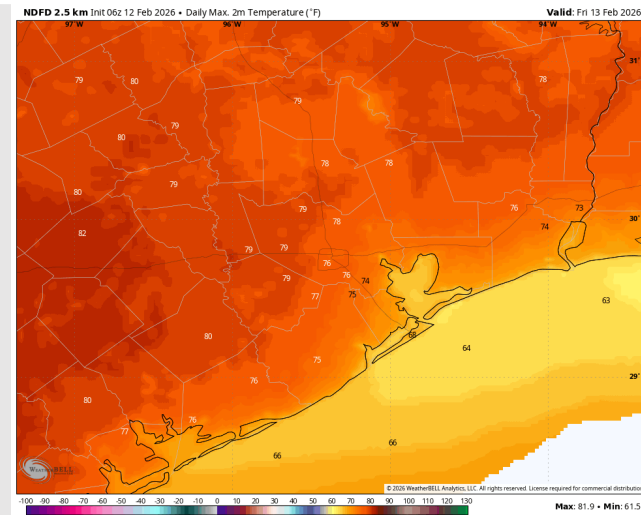 NDFD 2.5 km Init 06z 12 Feb 2026 • Daily Max. 2m Temperature (°F)
Valid: Fri 13 Feb 2026
97°W 96°W 95°W 94°W
31°
79 80 78
79
79
80
78 78
79
80
79 76 73
78 30°
82 74
79 79
76
79 76 74
77 75
63
68
80 64
75
29°
76
80
76
77
66
66
WeatherBELL
© 2026 WeatherBELL Analytics, LLC. All rights reserved. License required for commercial distributio
-100 -90 -80 -70 -60 -50 -40 -30 -20 -10 0 10 20 30 40 50 60 70 80 90 100 110 120 130
Max: 81.9 • Min: 61.5